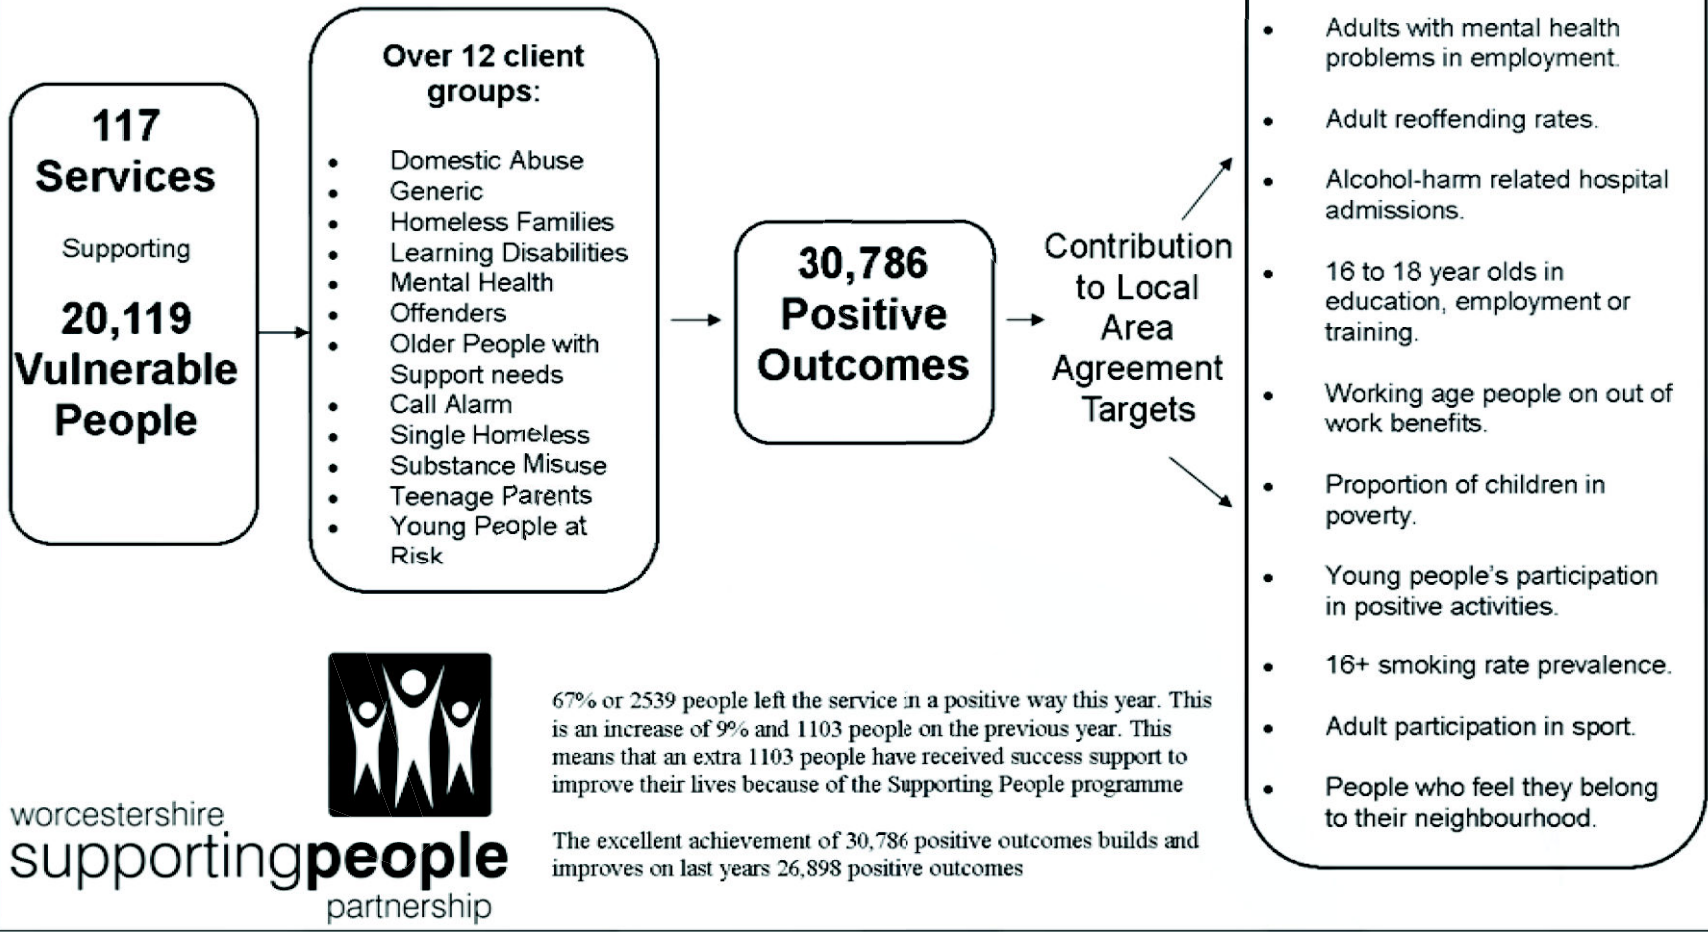 117
Services
Supporting
20,119
Vulnerable
People
Over 12 client
groups:
• Domestic Abuse
• Generic
• Homeless Families
• Learning Disabilities
• Mental Health
• Offenders
• Older People with
Support needs
• Call Alarm
• Single Homeless
• Substance Misuse
• Teenage Parents
• Young People at
Risk
30,786
Positive
Outcomes
Contribution
to Local
Area
Agreement
Targets
• Adults with mental health
problems in employment.
• Adult reoffending rates.
• Alcohol-harm related hospital
admissions.
• 16 to 18 year olds in
education, employment or
training.
• Working age people on out of
work benefits.
• Proportion of children in
poverty.
• Young people's participation
in positive activities.
• 16+ smoking rate prevalence.
• Adult participation in sport.
• People who feel they belong
to their neighbourhood.
worcestershire
supportingpeople
partnership
67% or 2539 people left the service in a positive way this year. This
is an increase of 9% and 1103 people on the previous year. This
means that an extra 1103 people have received success support to
improve their lives because of the Supporting People programme
The excellent achievement of 30,786 positive outcomes builds and
improves on last years 26,898 positive outcomes